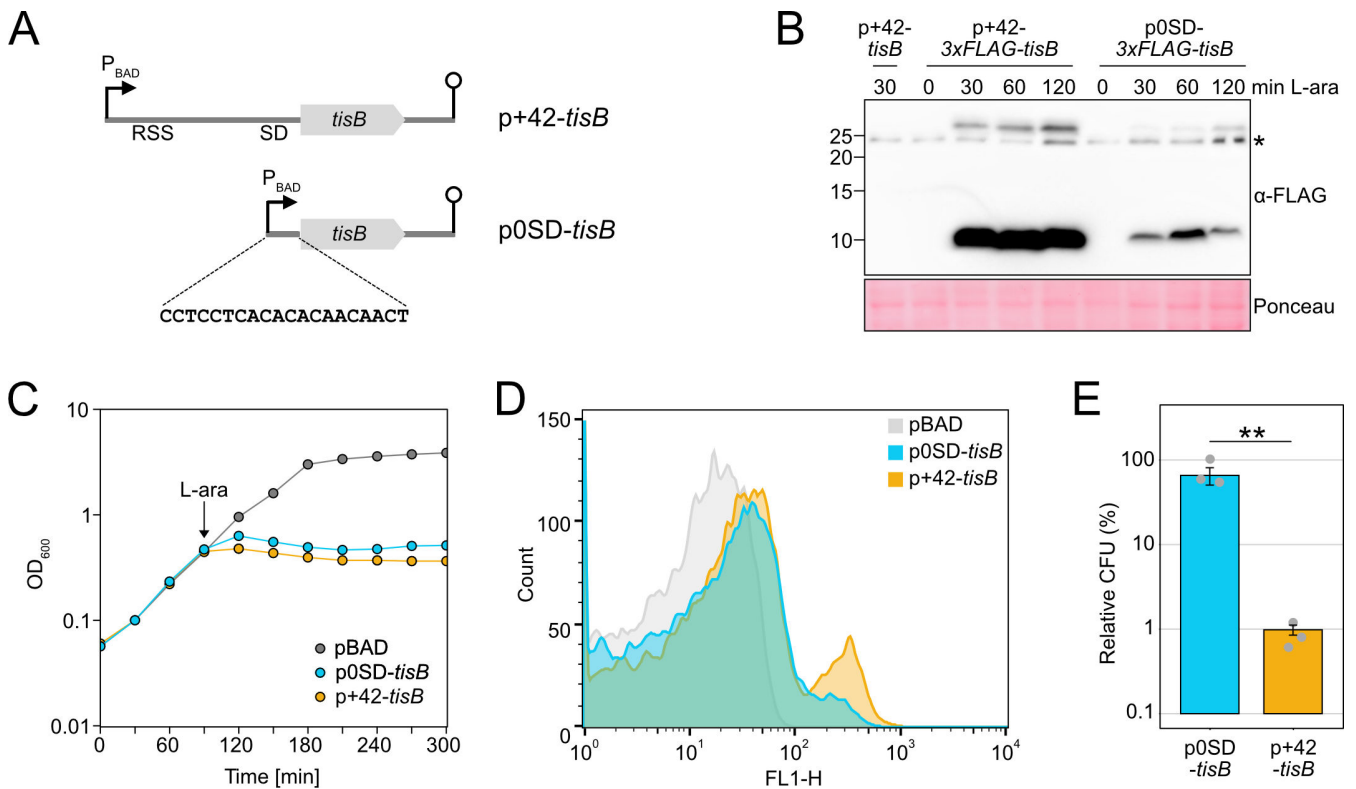 A
P_BAD
RSS
SD
tisB
p+42-tisB
P_BAD
tisB
p0SD-tisB
CCTCCTCACACACAACAACT
B
p+42-
tisB
p+42-
3xFLAG-tisB
p0SD-
3xFLAG-tisB
30 0 30 60 120 0 30 60 120 min L-ara
25
20
15
10
*
α-FLAG
Ponceau
C
10
1
0.1
0.01
OD600
L-ara
pBAD
p0SD-tisB
p+42-tisB
0 60 120 180 240 300
Time [min]
D
150
100
50
0
Count
pBAD
p0SD-tisB
p+42-tisB
10^0 10^1 10^2 10^3 10^4
FL1-H
E
100
10
1
0.1
Relative CFU (%)
**
p0SD
-tisB
p+42
-tisB